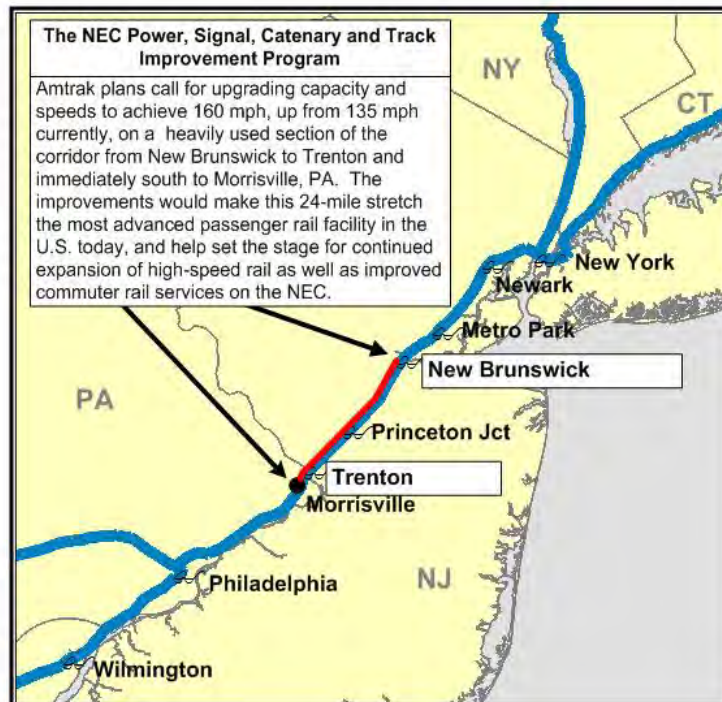 The NEC Power, Signal, Catenary and Track
Improvement Program
Amtrak plans call for upgrading capacity and
speeds to achieve 160 mph, up from 135 mph
currently, on a heavily used section of the
corridor from New Brunswick to Trenton and
immediately south to Morrisville, PA. The
improvements would make this 24-mile stretch
the most advanced passenger rail facility in the
U.S. today, and help set the stage for continued
expansion of high-speed rail as well as improved
commuter rail services on the NEC.
NY
CT
New York
Newark
Metro Park
New Brunswick
PA
Princeton Jct
Trenton
Morrisville
Philadelphia
NJ
Wilmington